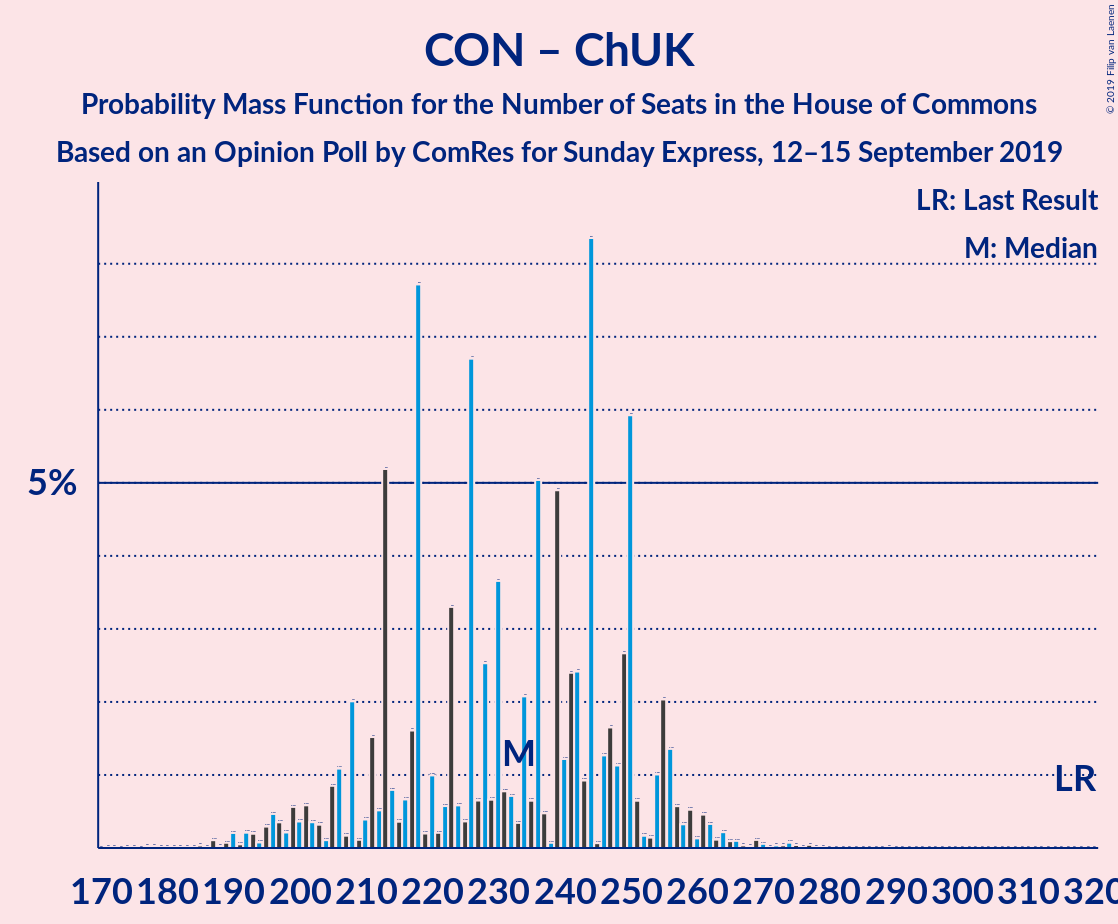 CON – ChUK
Probability Mass Function for the Number of Seats in the House of Commons
Based on an Opinion Poll by ComRes for Sunday Express, 12–15 September 2019
© 2019 Filip van Laenen
LR: Last Result
M: Median
5%
M
LR
170 180 190 200 210 220 230 240 250 260 270 280 290 300 310 320